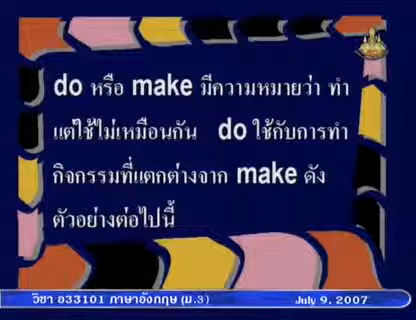 do หรือ make มีความหมายว่า ทำ
แต่ใช้ไม่เหมือนกัน do ใช้กับการทำ
กิจกรรมที่แตกต่างจาก make ดัง
ตัวอย่างต่อไปนี้
วิชา อ33101 ภาษาอังกฤษ (ม.3) July 9, 2007